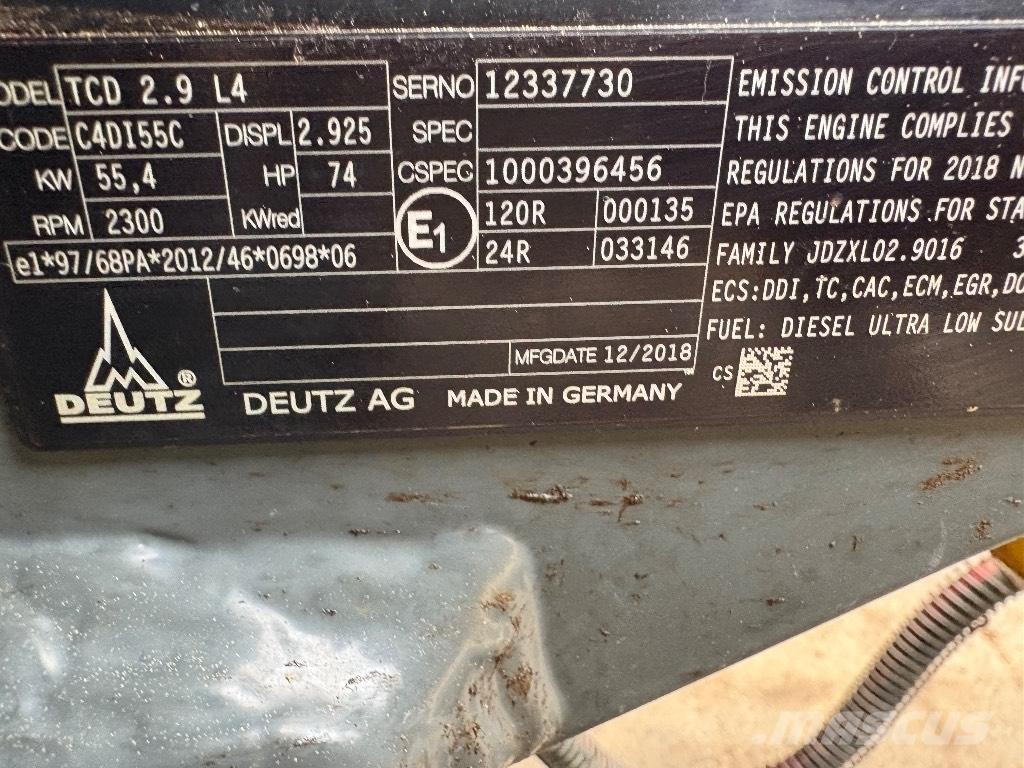 ODEL TCD 2.9 L4
CODE C4DI55C DISPL 2.925
KW 55,4 HP 74
RPM 2300 KWred
e1*97/68PA*2012/46*0698*06
SERNO 12337730
SPEC
CSPEC 1000396456
E1 120R 000135
24R 033146
MFGDATE 12/2018
DEUTZ ®
DEUTZ AG MADE IN GERMANY
EMISSION CONTROL INF
THIS ENGINE COMPLIES
REGULATIONS FOR 2018 N
EPA REGULATIONS FOR STA
FAMILY JDZXL02.9016 3
ECS:DDI,TC,CAC,ECM,EGR,DO
FUEL: DIESEL ULTRA LOW SUL
CS
MASCUS